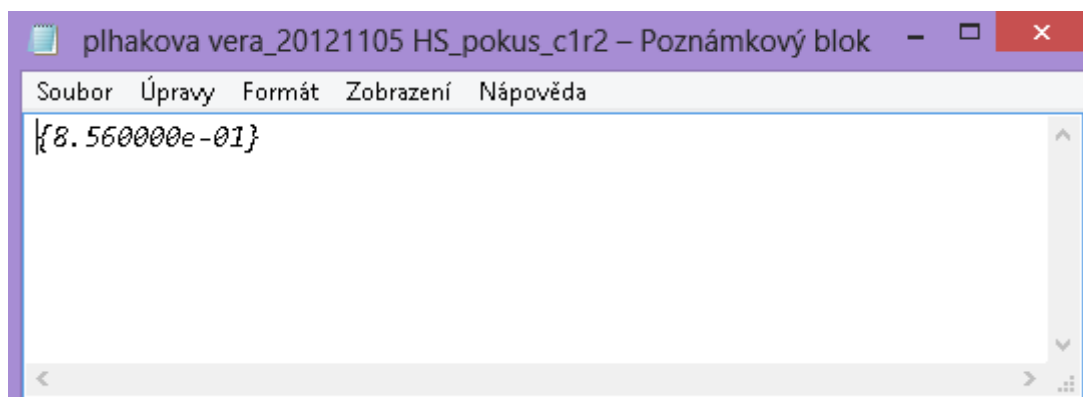 plhakova vera_20121105 HS_pokus_c1r2 – Poznámkový blok
Soubor Úpravy Formát Zobrazení Nápověda
{8.560000e-01}